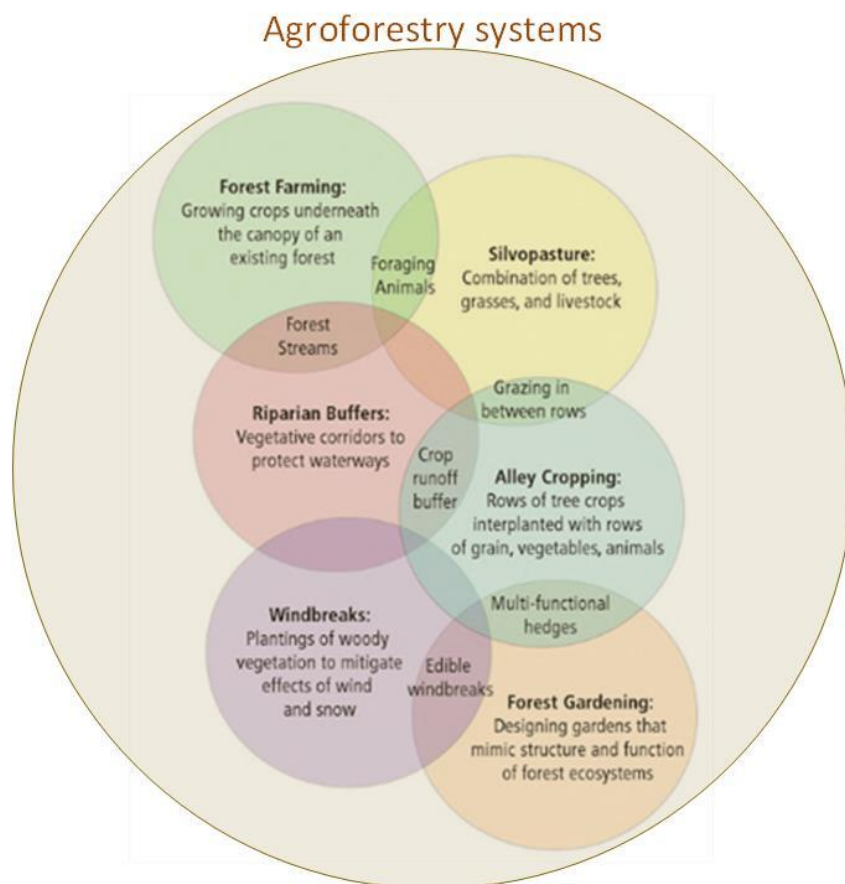 Agroforestry systems
Forest Farming:
Growing crops underneath
the canopy of an
existing forest
Foraging
Animals
Silvopasture:
Combination of trees,
grasses, and livestock
Forest
Streams
Grazing in
between rows
Riparian Buffers:
Vegetative corridors to
protect waterways
Crop
runoff
buffer
Alley Cropping:
Rows of tree crops
interplanted with rows
of grain, vegetables, animals
Multi-functional
hedges
Windbreaks:
Plantings of woody
vegetation to mitigate
effects of wind
and snow
Edible
windbreaks
Forest Gardening:
Designing gardens that
mimic structure and function
of forest ecosystems